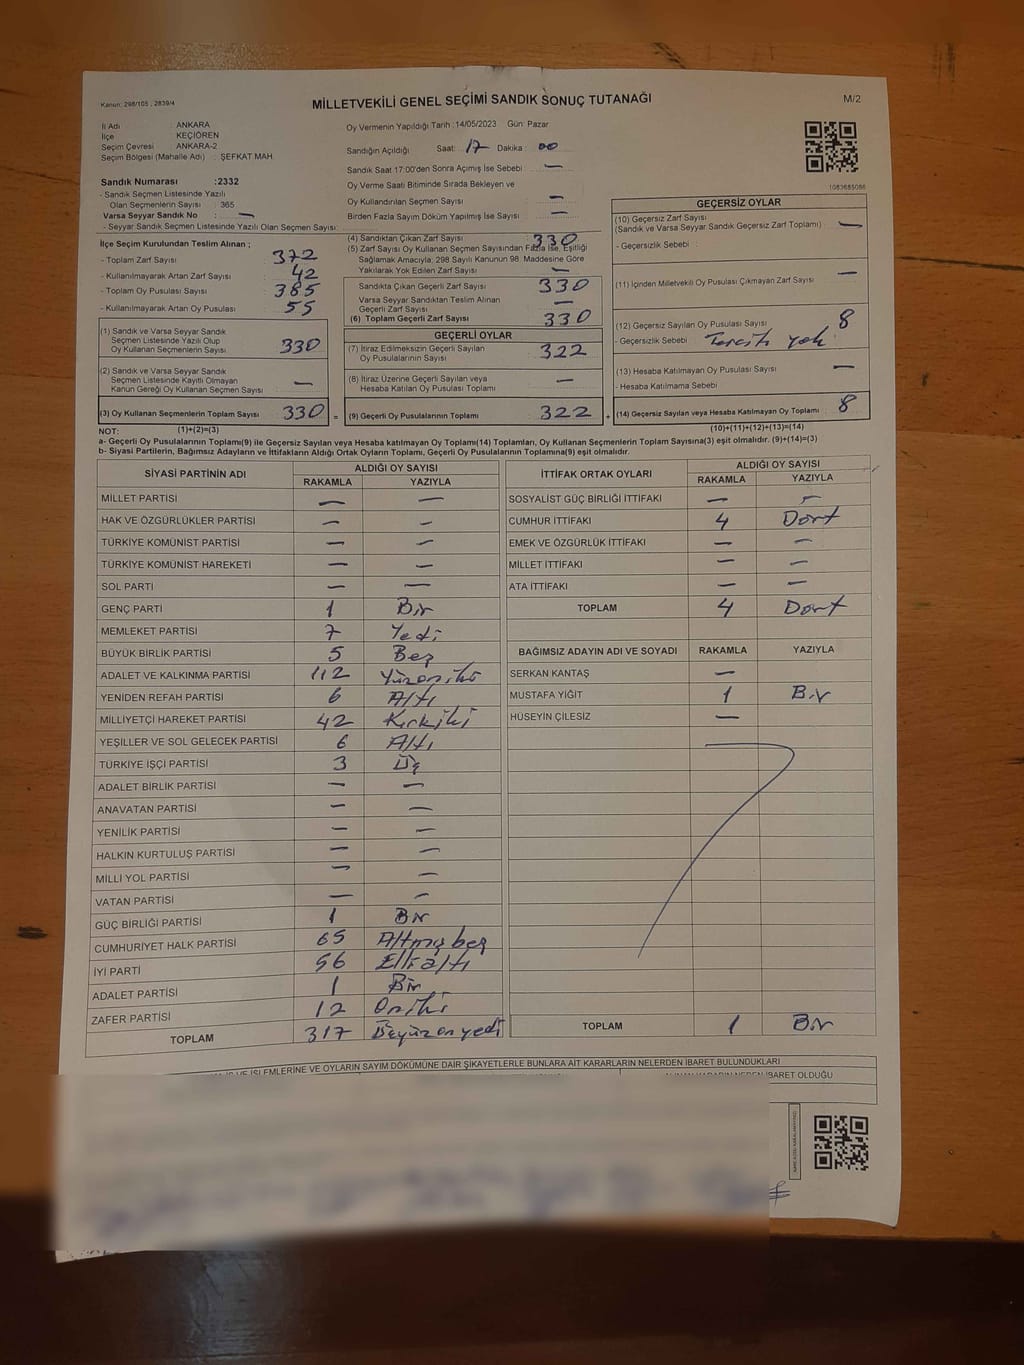 Kanun: 298/105 , 2839/4
MİLLETVEKİLİ GENEL SEÇİMİ SANDIK SONUÇ TUTANAĞI
M/2
İl Adı : ANKARA
İlçe : KEÇİÖREN
Seçim Çevresi : ANKARA-2
Seçim Bölgesi (Mahalle Adı) : ŞEFKAT MAH.
Sandık Numarası :2332
- Sandık Seçmen Listesinde Yazılı
Olan Seçmenlerin Sayısı : 365
Varsa Seyyar Sandık No : —
- Seyyar Sandık Seçmen Listesinde Yazılı Olan Seçmen Sayısı :
Oy Vermenin Yapıldığı Tarih :14/05/2023 Gün: Pazar
Sandığın Açıldığı Saat: 17 Dakika : 00
Sandık Saat 17:00'den Sonra Açımış İse Sebebi : —
Oy Verme Saati Bitiminde Sırada Bekleyen ve
Oy Kullandırılan Seçmen Sayısı : —
Birden Fazla Sayım Döküm Yapılmış İse Sayısı : —
1083685086
İlçe Seçim Kurulundan Teslim Alınan ;
- Toplam Zarf Sayısı : 372
- Kullanılmayarak Artan Zarf Sayısı : 42
- Toplam Oy Pusulası Sayısı : 385
- Kullanılmayarak Artan Oy Pusulası : 55
(1) Sandık ve Varsa Seyyar Sandık
Seçmen Listesinde Yazılı Olup
Oy Kullanan Seçmenlerin Sayısı 330
(2) Sandık ve Varsa Seyyar Sandık
Seçmen Listesinde Kayıtlı Olmayan
Kanun Gereği Oy Kullanan Seçmen Sayısı —
(3) Oy Kullanan Seçmenlerin Toplam Sayısı 330 =
(4) Sandıktan Çıkan Zarf Sayısı : 330
(5) Zarf Sayısı Oy Kullanan Seçmen Sayısından Fazla İse, Eşitliği
Sağlamak Amacıyla; 298 Sayılı Kanunun 98. Maddesine Göre
Yakılarak Yok Edilen Zarf Sayısı : —
Sandıkta Çıkan Geçerli Zarf Sayısı : 330
Varsa Seyyar Sandıktan Teslim Alınan
Geçerli Zarf Sayısı : —
(6) Toplam Geçerli Zarf Sayısı : 330
GEÇERLİ OYLAR
(7) İtiraz Edilmeksizin Geçerli Sayılan
Oy Pusulalarının Sayısı 322
(8) İtiraz Üzerine Geçerli Sayılan veya
Hesaba Katılan Oy Pusulası Toplamı —
(9) Geçerli Oy Pusulalarının Toplamı 322 +
GEÇERSİZ OYLAR
(10) Geçersiz Zarf Sayısı :
(Sandık ve Varsa Seyyar Sandık Geçersiz Zarf Toplamı) —
- Geçersizlik Sebebi :
(11) İçinden Milletvekili Oy Pusulası Çıkmayan Zarf Sayısı : —
(12) Geçersiz Sayılan Oy Pusulası Sayısı : 8
- Geçersizlik Sebebi : Tercih yok
(13) Hesaba Katılmayan Oy Pusulası Sayısı : —
- Hesaba Katılmama Sebebi :
(14) Geçersiz Sayılan veya Hesaba Katılmayan Oy Toplamı 8
NOT: (1)+(2)=(3) (10)+(11)+(12)+(13)=(14)
a- Geçerli Oy Pusulalarının Toplamı(9) ile Geçersiz Sayılan veya Hesaba katılmayan Oy Toplamı(14) Toplamları, Oy Kullanan Seçmenlerin Toplam Sayısına(3) eşit olmalıdır. (9)+(14)=(3)
b- Siyasi Partilerin, Bağımsız Adayların ve İttifakların Aldığı Ortak Oyların Toplamı, Geçerli Oy Pusulalarının Toplamına(9) eşit olmalıdır.
SİYASİ PARTİNİN ADI ALDIĞI OY SAYISI
RAKAMLA YAZIYLA
MİLLET PARTİSİ — —
HAK VE ÖZGÜRLÜKLER PARTİSİ — —
TÜRKİYE KOMÜNİST PARTİSİ — —
TÜRKİYE KOMÜNİST HAREKETİ — —
SOL PARTİ — —
GENÇ PARTİ 1 Bir
MEMLEKET PARTİSİ 7 Yedi
BÜYÜK BİRLİK PARTİSİ 5 Beş
ADALET VE KALKINMA PARTİSİ 112 Yüzoniki
YENİDEN REFAH PARTİSİ 6 Altı
MİLLİYETÇİ HAREKET PARTİSİ 42 Kırkiki
YEŞİLLER VE SOL GELECEK PARTİSİ 6 Altı
TÜRKİYE İŞÇİ PARTİSİ 3 Üç
ADALET BİRLİK PARTİSİ — —
ANAVATAN PARTİSİ — —
YENİLİK PARTİSİ — —
HALKIN KURTULUŞ PARTİSİ — —
MİLLİ YOL PARTİSİ — —
VATAN PARTİSİ — —
GÜÇ BİRLİĞİ PARTİSİ 1 Bir
CUMHURİYET HALK PARTİSİ 65 Altmışbeş
İYİ PARTİ 56 Ellialtı
ADALET PARTİSİ 1 Bir
ZAFER PARTİSİ 12 Oniki
TOPLAM 317 Üçyüzonyedi
İTTİFAK ORTAK OYLARI ALDIĞI OY SAYISI
RAKAMLA YAZIYLA
SOSYALİST GÜÇ BİRLİĞİ İTTİFAKI — —
CUMHUR İTTİFAKI 4 Dört
EMEK VE ÖZGÜRLÜK İTTİFAKI — —
MİLLET İTTİFAKI — —
ATA İTTİFAKI — —
TOPLAM 4 Dört
BAĞIMSIZ ADAYIN ADI VE SOYADI RAKAMLA YAZIYLA
SERKAN KANTAŞ —
MUSTAFA YİĞİT 1 Bir
HÜSEYİN ÇİLESİZ —
TOPLAM 1 Bir
İŞLEMLERİNE VE OYLARIN SAYIM DÖKÜMÜNE DAİR ŞİKAYETLERLE BUNLARA AİT KARARLARIN NELERDEN İBARET BULUNDUKLARI
NEDEN İBARET OLDUĞU